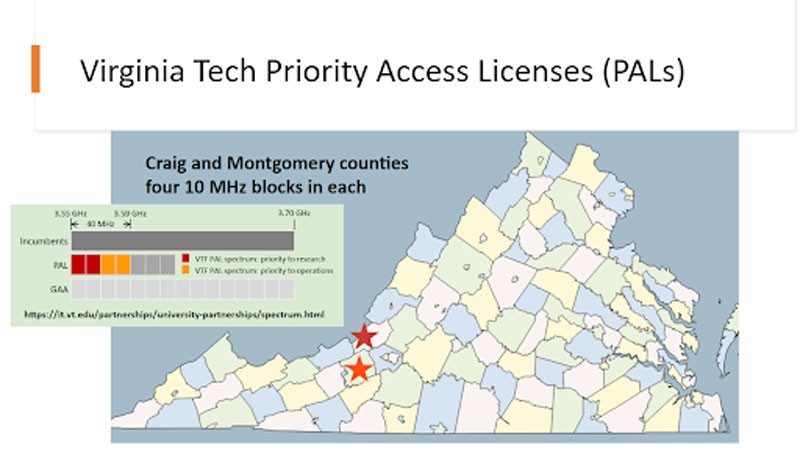 Virginia Tech Priority Access Licenses (PALs)
Craig and Montgomery counties
four 10 MHz blocks in each
3.55 GHz 3.59 GHz 3.70 GHz
40 MHz
Incumbents
PAL
VTF PAL spectrum: priority to research
VTF PAL spectrum: priority to operations
GAA
https://it.vt.edu/partnerships/university-partnerships/spectrum.html